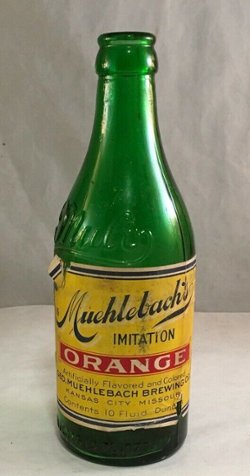 Muehlebach's
IMITATION
ORANGE
Artificially Flavored and Colored
GEO. MUEHLEBACH BREWING CO.
KANSAS CITY, MISSOURI
Contents 10 Fluid